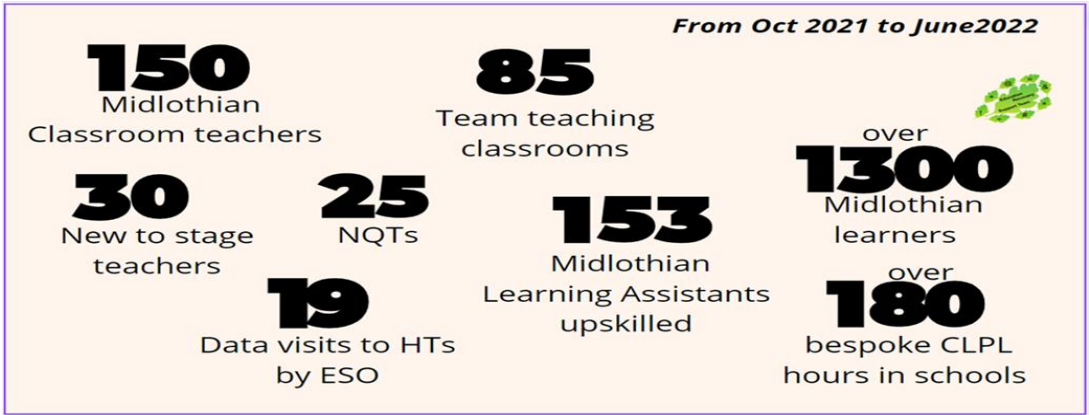 From Oct 2021 to June2022
150
Midlothian
Classroom teachers
85
Team teaching
classrooms
over
1300
Midlothian
learners
30
New to stage
teachers
25
NQTs
153
Midlothian
Learning Assistants
upskilled
19
Data visits to HTs
by ESO
over
180
bespoke CLPL
hours in schools